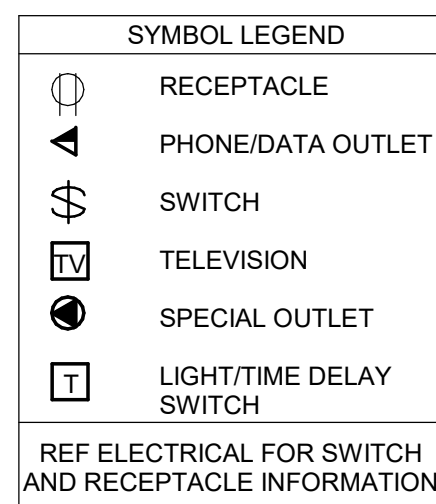 SYMBOL LEGEND
RECEPTACLE
PHONE/DATA OUTLET
$ SWITCH
TV TELEVISION
SPECIAL OUTLET
T LIGHT/TIME DELAY
SWITCH
REF ELECTRICAL FOR SWITCH
AND RECEPTACLE INFORMATION